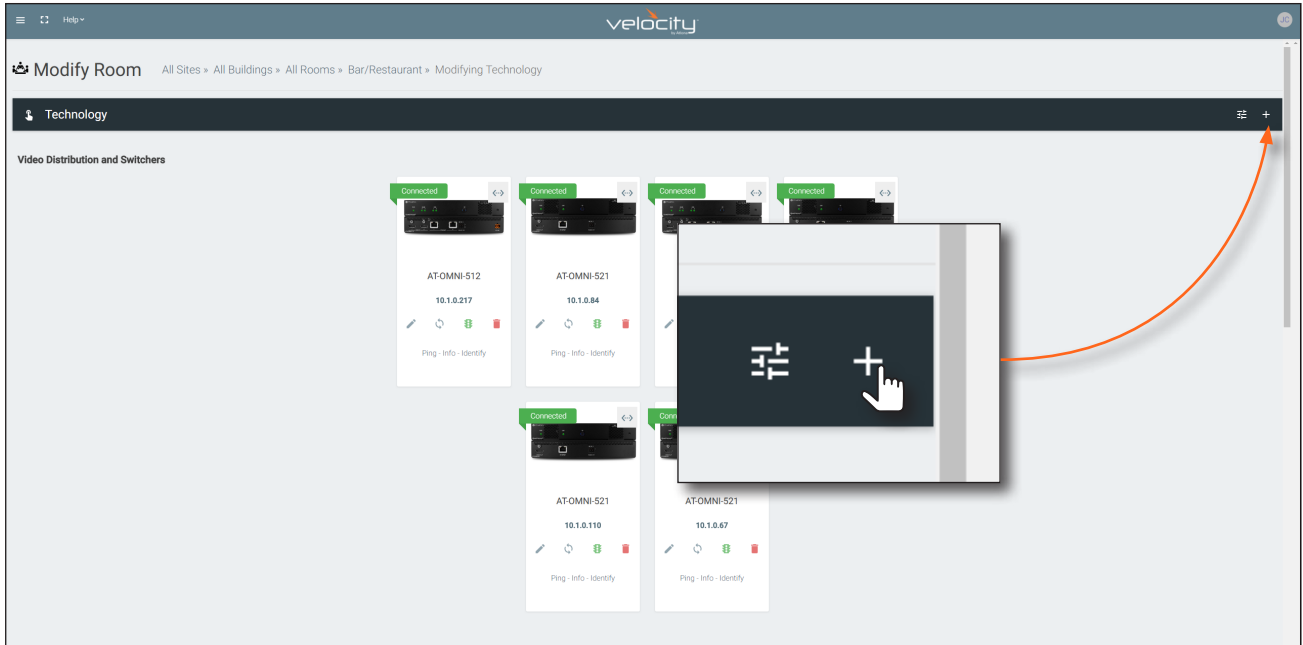 Help
velocity
JC
Modify Room All Sites » All Buildings » All Rooms » Bar/Restaurant » Modifying Technology
Technology
Video Distribution and Switchers
Connected Connected Connected Connected
AT-OMNI-512 AT-OMNI-521
10.1.0.217 10.1.0.84
Ping - Info - Identify Ping - Info - Identify
Connected
AT-OMNI-521 AT-OMNI-521
10.1.0.110 10.1.0.67
Ping - Info - Identify Ping - Info - Identify